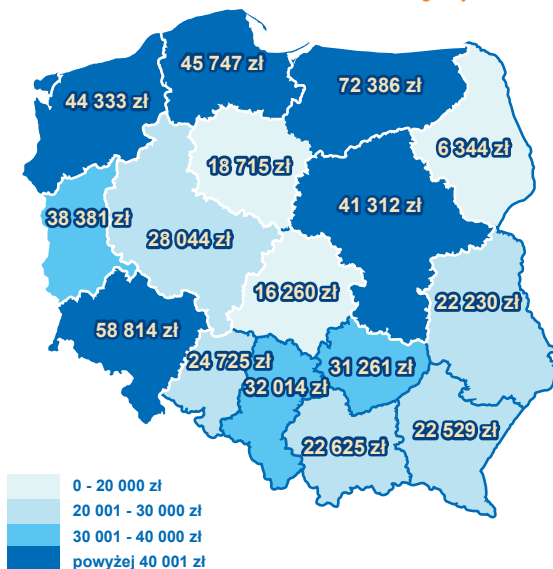 45 747 zł
72 386 zł
44 333 zł
6 344 zł
18 715 zł
41 312 zł
38 381 zł
28 044 zł
16 260 zł
22 230 zł
58 814 zł
24 725 zł
31 261 zł
32 014 zł
22 529 zł
22 625 zł
0 - 20 000 zł
20 001 - 30 000 zł
30 001 - 40 000 zł
powyżej 40 001 zł